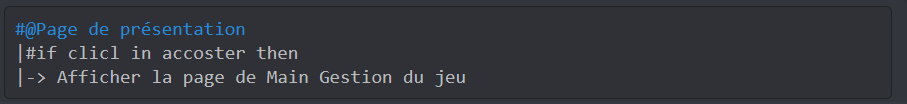 #@Page de présentation
|#if clicl in accoster then
|-> Afficher la page de Main Gestion du jeu